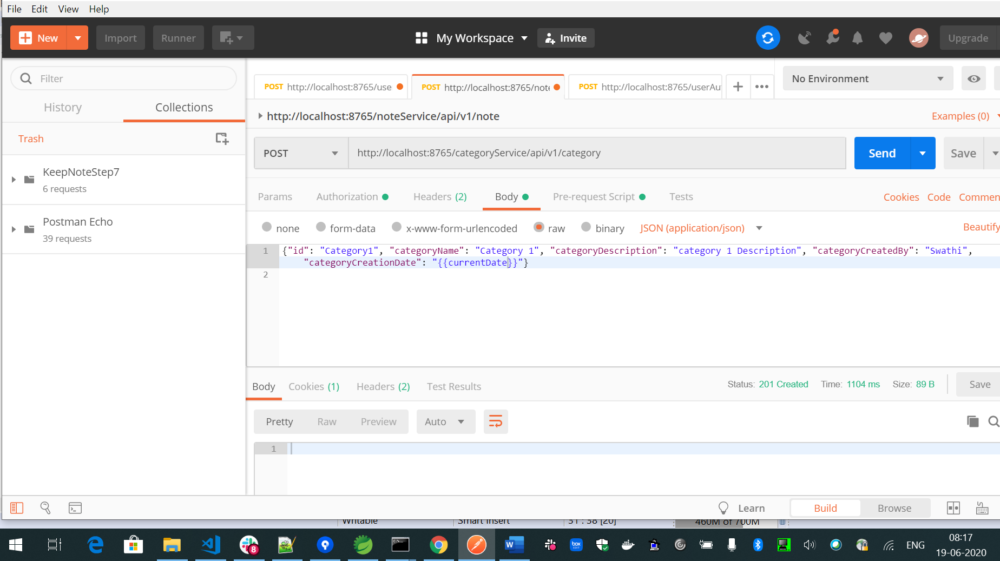 File Edit View Help
New Import Runner My Workspace Invite Upgrade
Filter
History Collections
Trash
KeepNoteStep7
6 requests
Postman Echo
39 requests
POST http://localhost:8765/use POST http://localhost:8765/note POST http://localhost:8765/userAu No Environment
http://localhost:8765/noteService/api/v1/note Examples (0)
POST http://localhost:8765/categoryService/api/v1/category Send Save
Params Authorization Headers (2) Body Pre-request Script Tests Cookies Code Commen
none form-data x-www-form-urlencoded raw binary JSON (application/json) Beautify
1 {"id": "Category1", "categoryName": "Category 1", "categoryDescription": "category 1 Description", "categoryCreatedBy": "Swathi",
"categoryCreationDate": "{{currentDate}}"}
2
Body Cookies (1) Headers (2) Test Results Status: 201 Created Time: 1104 ms Size: 89 B Save
Pretty Raw Preview Auto
1
Learn Build Browse
Writable Smart Insert 31 : 38 [20] 460M of 700M
8 W box EDIT ENG 08:17
19-06-2020